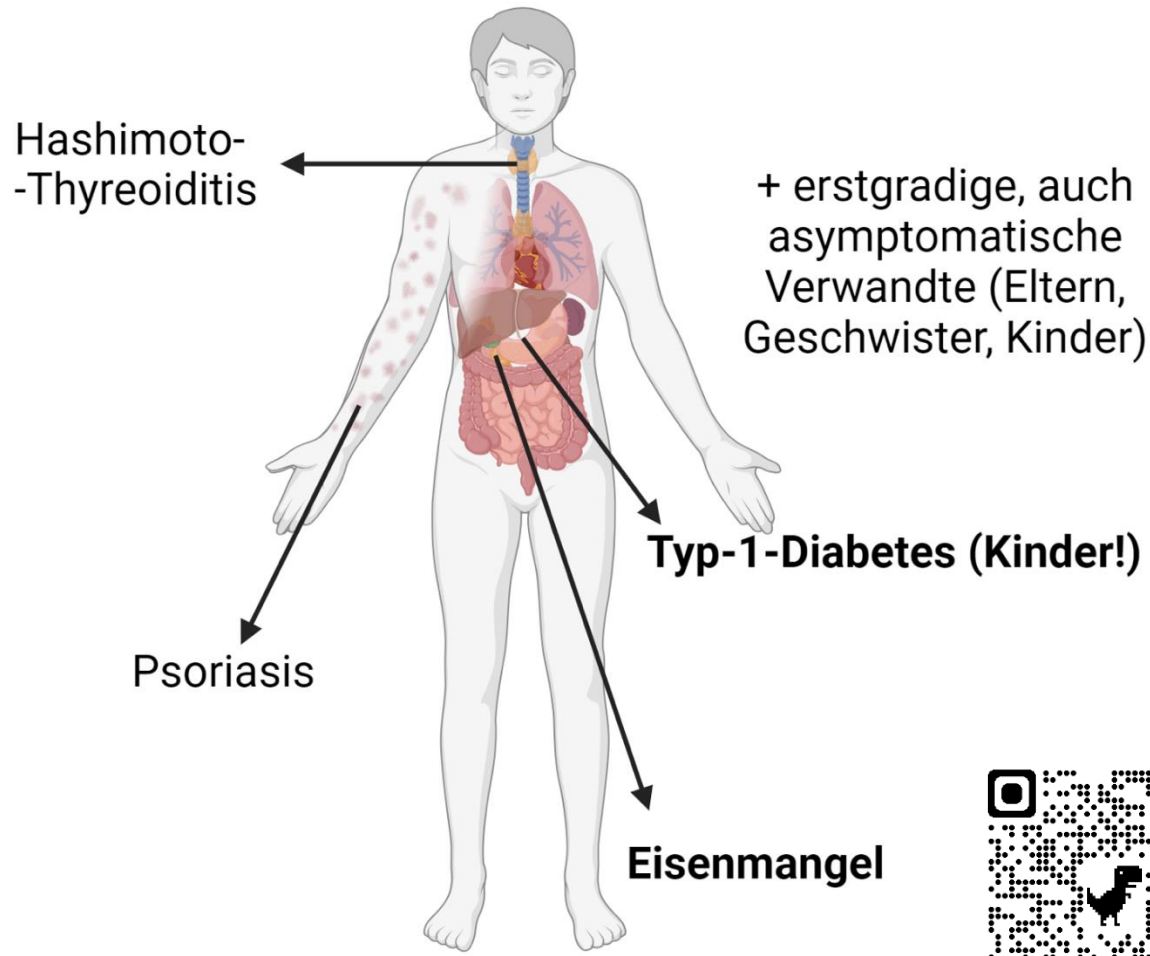 Hashimoto-
-Thyreoiditis
+ erstgradige, auch
asymptomatische
Verwandte (Eltern,
Geschwister, Kinder)
Typ-1-Diabetes (Kinder!)
Psoriasis
Eisenmangel